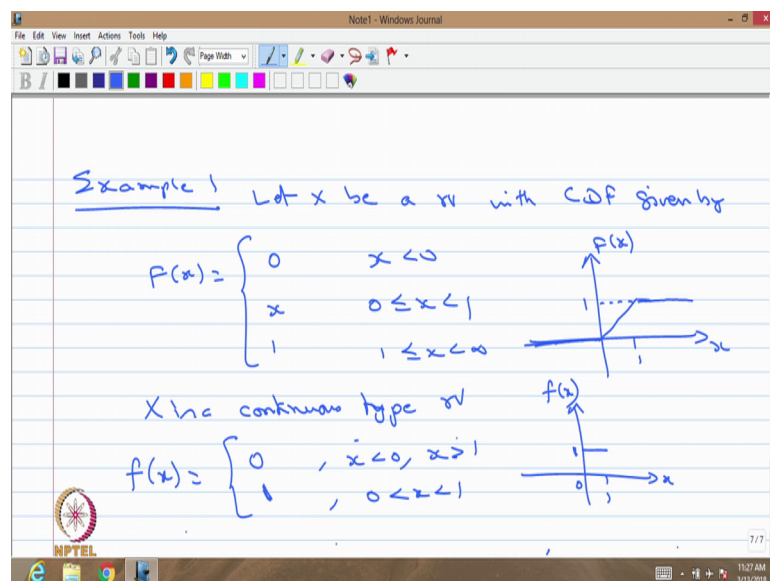 Note1 - Windows Journal
File Edit View Insert Actions Tools Help
Page Width
B I
Example 1 Let X be a rv with CDF given by
F(x) = { 0 x < 0
x 0 ≤ x < 1
1 1 ≤ x < ∞
F(x)
1
x
1
X is a continuous type rv
f(x) = { 0 , x < 0, x > 1
1 , 0 < x < 1
f(x)
1
0
1
x
NPTEL
7/7
11:27 AM